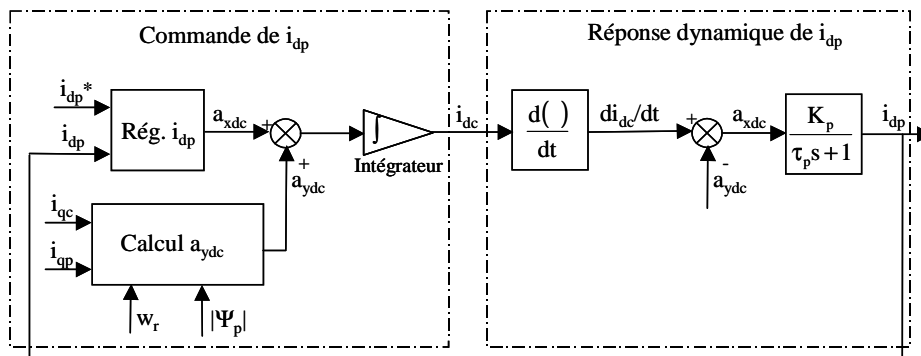 Commande de i_dp
Réponse dynamique de i_dp
i_dp*
i_dp
Rég. i_dp
a_xdc
+
+
a_ydc
∫
Intégrateur
i_dc
d( )
dt
di_dc/dt
+
-
a_ydc
a_xdc
K_p
τ_p s+1
i_dp
i_qc
i_qp
Calcul a_ydc
w_r
|Ψ_p|